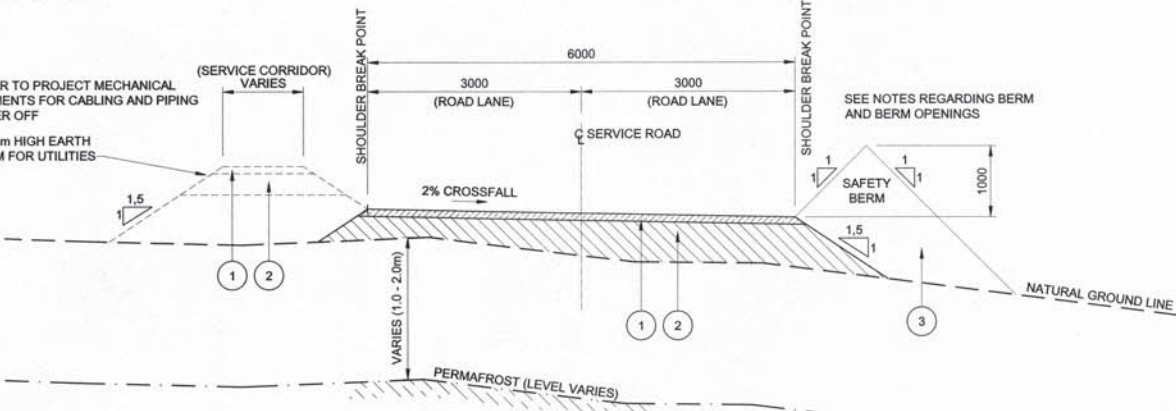 SHOULDER BREAK POINT
SHOULDER BREAK POINT
6000
3000
(ROAD LANE)
3000
(ROAD LANE)
(SERVICE CORRIDOR)
VARIES
TO PROJECT MECHANICAL
FOR CABLING AND PIPING
OFF
HIGH EARTH
FOR UTILITIES
SEE NOTES REGARDING BERM
AND BERM OPENINGS
℄ SERVICE ROAD
2% CROSSFALL
1
1
1
1
SAFETY
BERM
1000
1,5
1
1,5
1
1
2
1
2
3
VARIES (1.0 - 2.0m)
NATURAL GROUND LINE
PERMAFROST (LEVEL VARIES)